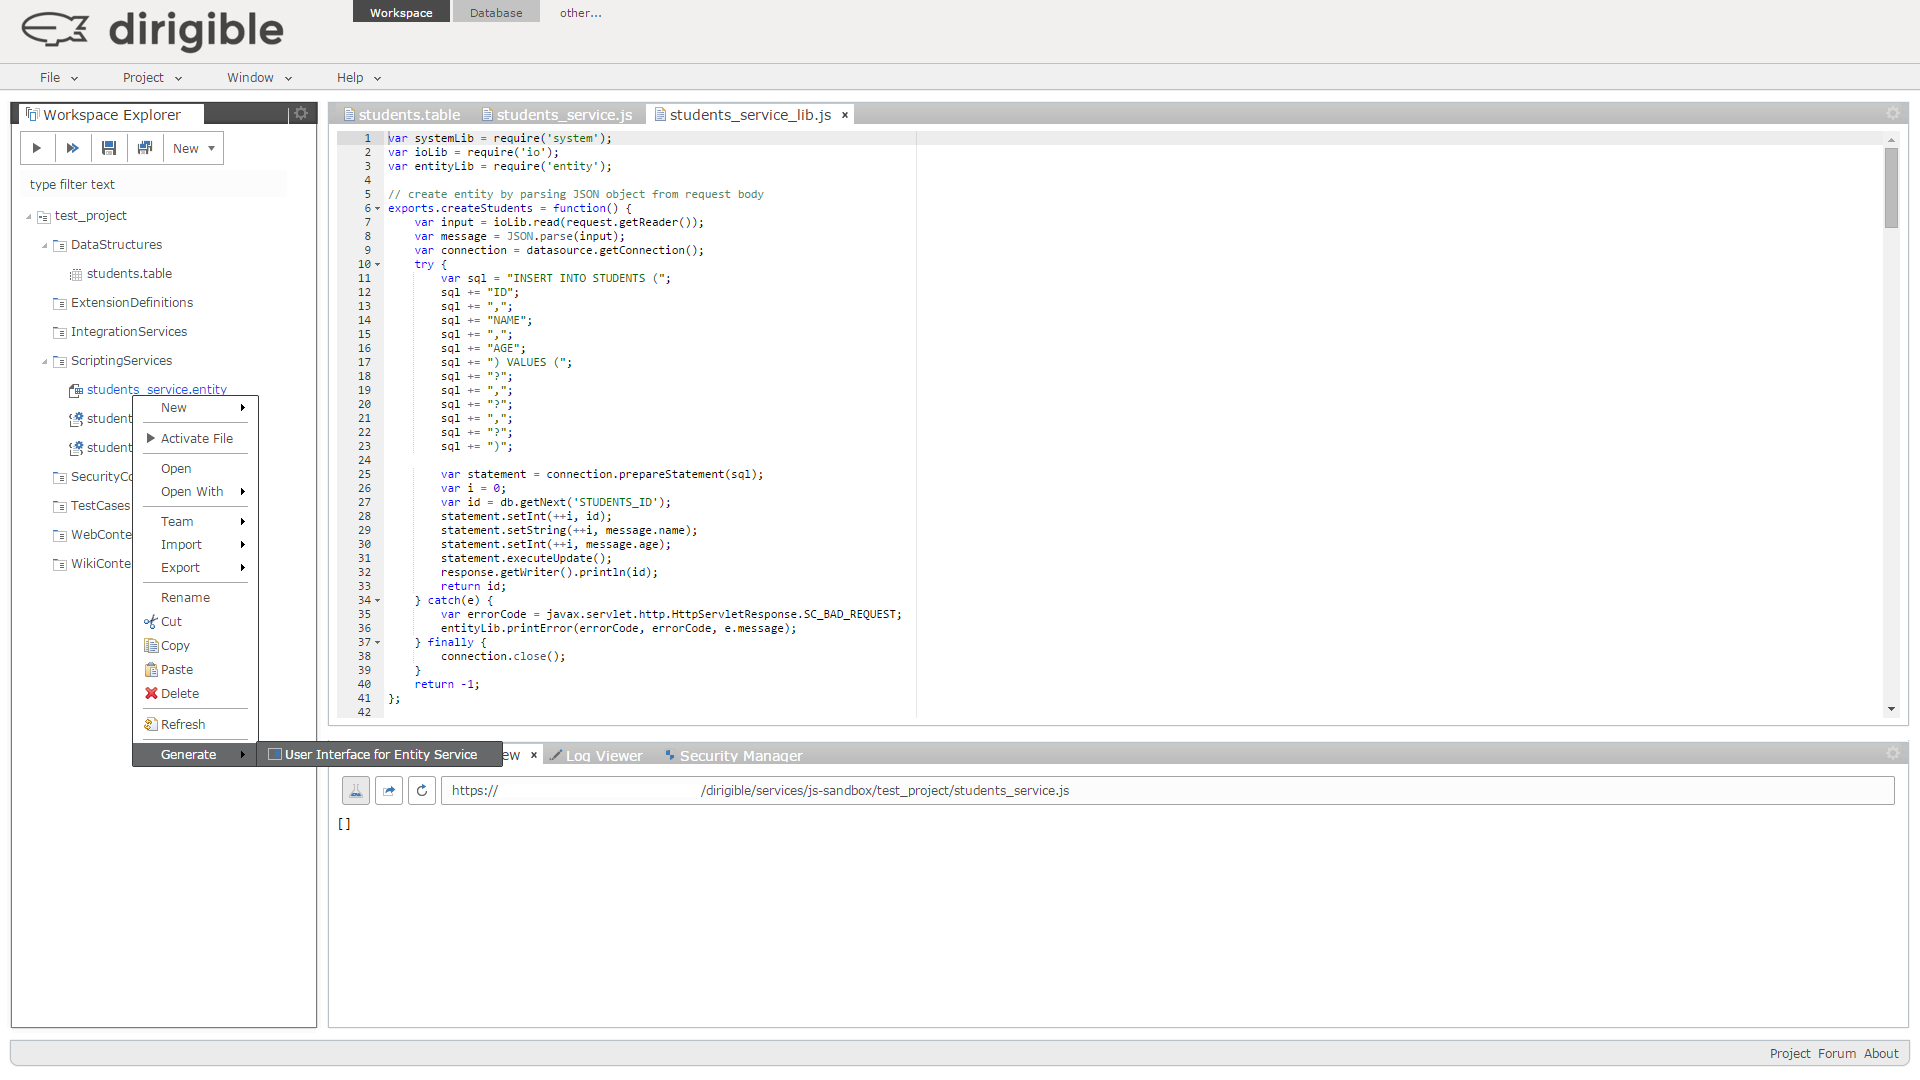 dirigible
Workspace
Database
other...
File
Project
Window
Help
Workspace Explorer
New
type filter text
test_project
DataStructures
students.table
ExtensionDefinitions
IntegrationServices
ScriptingServices
students_service.entity
student
student
SecurityCo
TestCases
WebConte
WikiConte
New
Activate File
Open
Open With
Team
Import
Export
Rename
Cut
Copy
Paste
Delete
Refresh
Generate
User Interface for Entity Service
students.table
students_service.js
students_service_lib.js
1 var systemLib = require('system');
2 var ioLib = require('io');
3 var entityLib = require('entity');
4
5 // create entity by parsing JSON object from request body
6 exports.createStudents = function() {
7 var input = ioLib.read(request.getReader());
8 var message = JSON.parse(input);
9 var connection = datasource.getConnection();
10 try {
11 var sql = "INSERT INTO STUDENTS (";
12 sql += "ID";
13 sql += ",";
14 sql += "NAME";
15 sql += ",";
16 sql += "AGE";
17 sql += ") VALUES (";
18 sql += "?";
19 sql += ",";
20 sql += "?";
21 sql += ",";
22 sql += "?";
23 sql += ")";
24
25 var statement = connection.prepareStatement(sql);
26 var i = 0;
27 var id = db.getNext('STUDENTS_ID');
28 statement.setInt(++i, id);
29 statement.setString(++i, message.name);
30 statement.setInt(++i, message.age);
31 statement.executeUpdate();
32 response.getWriter().println(id);
33 return id;
34 } catch(e) {
35 var errorCode = javax.servlet.http.HttpServletResponse.SC_BAD_REQUEST;
36 entityLib.printError(errorCode, errorCode, e.message);
37 } finally {
38 connection.close();
39 }
40 return -1;
41 };
42
ew
Log Viewer
Security Manager
https:// /dirigible/services/js-sandbox/test_project/students_service.js
[]
Project Forum About